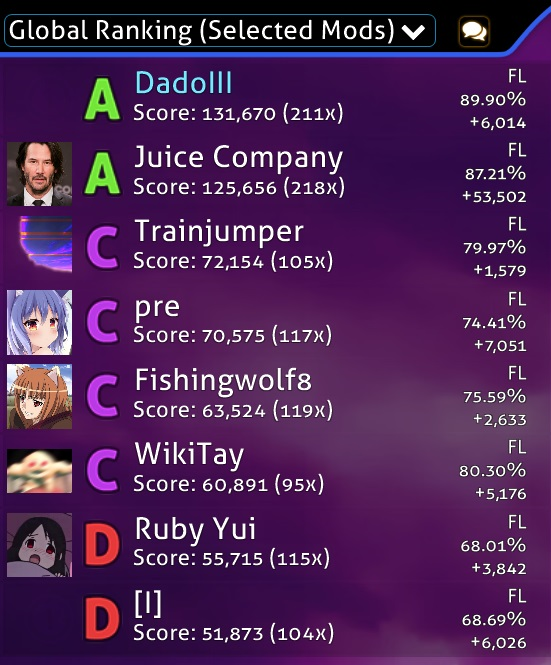 Global Ranking (Selected Mods)
A DadoIII FL
Score: 131,670 (211x) 89.90%
+6,014
A Juice Company FL
Score: 125,656 (218x) 87.21%
+53,502
C Trainjumper FL
Score: 72,154 (105x) 79.97%
+1,579
C pre FL
Score: 70,575 (117x) 74.41%
+7,051
C Fishingwolf8 FL
Score: 63,524 (119x) 75.59%
+2,633
C WikiTay FL
Score: 60,891 (95x) 80.30%
+5,176
D Ruby Yui FL
Score: 55,715 (115x) 68.01%
+3,842
D [I] FL
Score: 51,873 (104x) 68.69%
+6,026